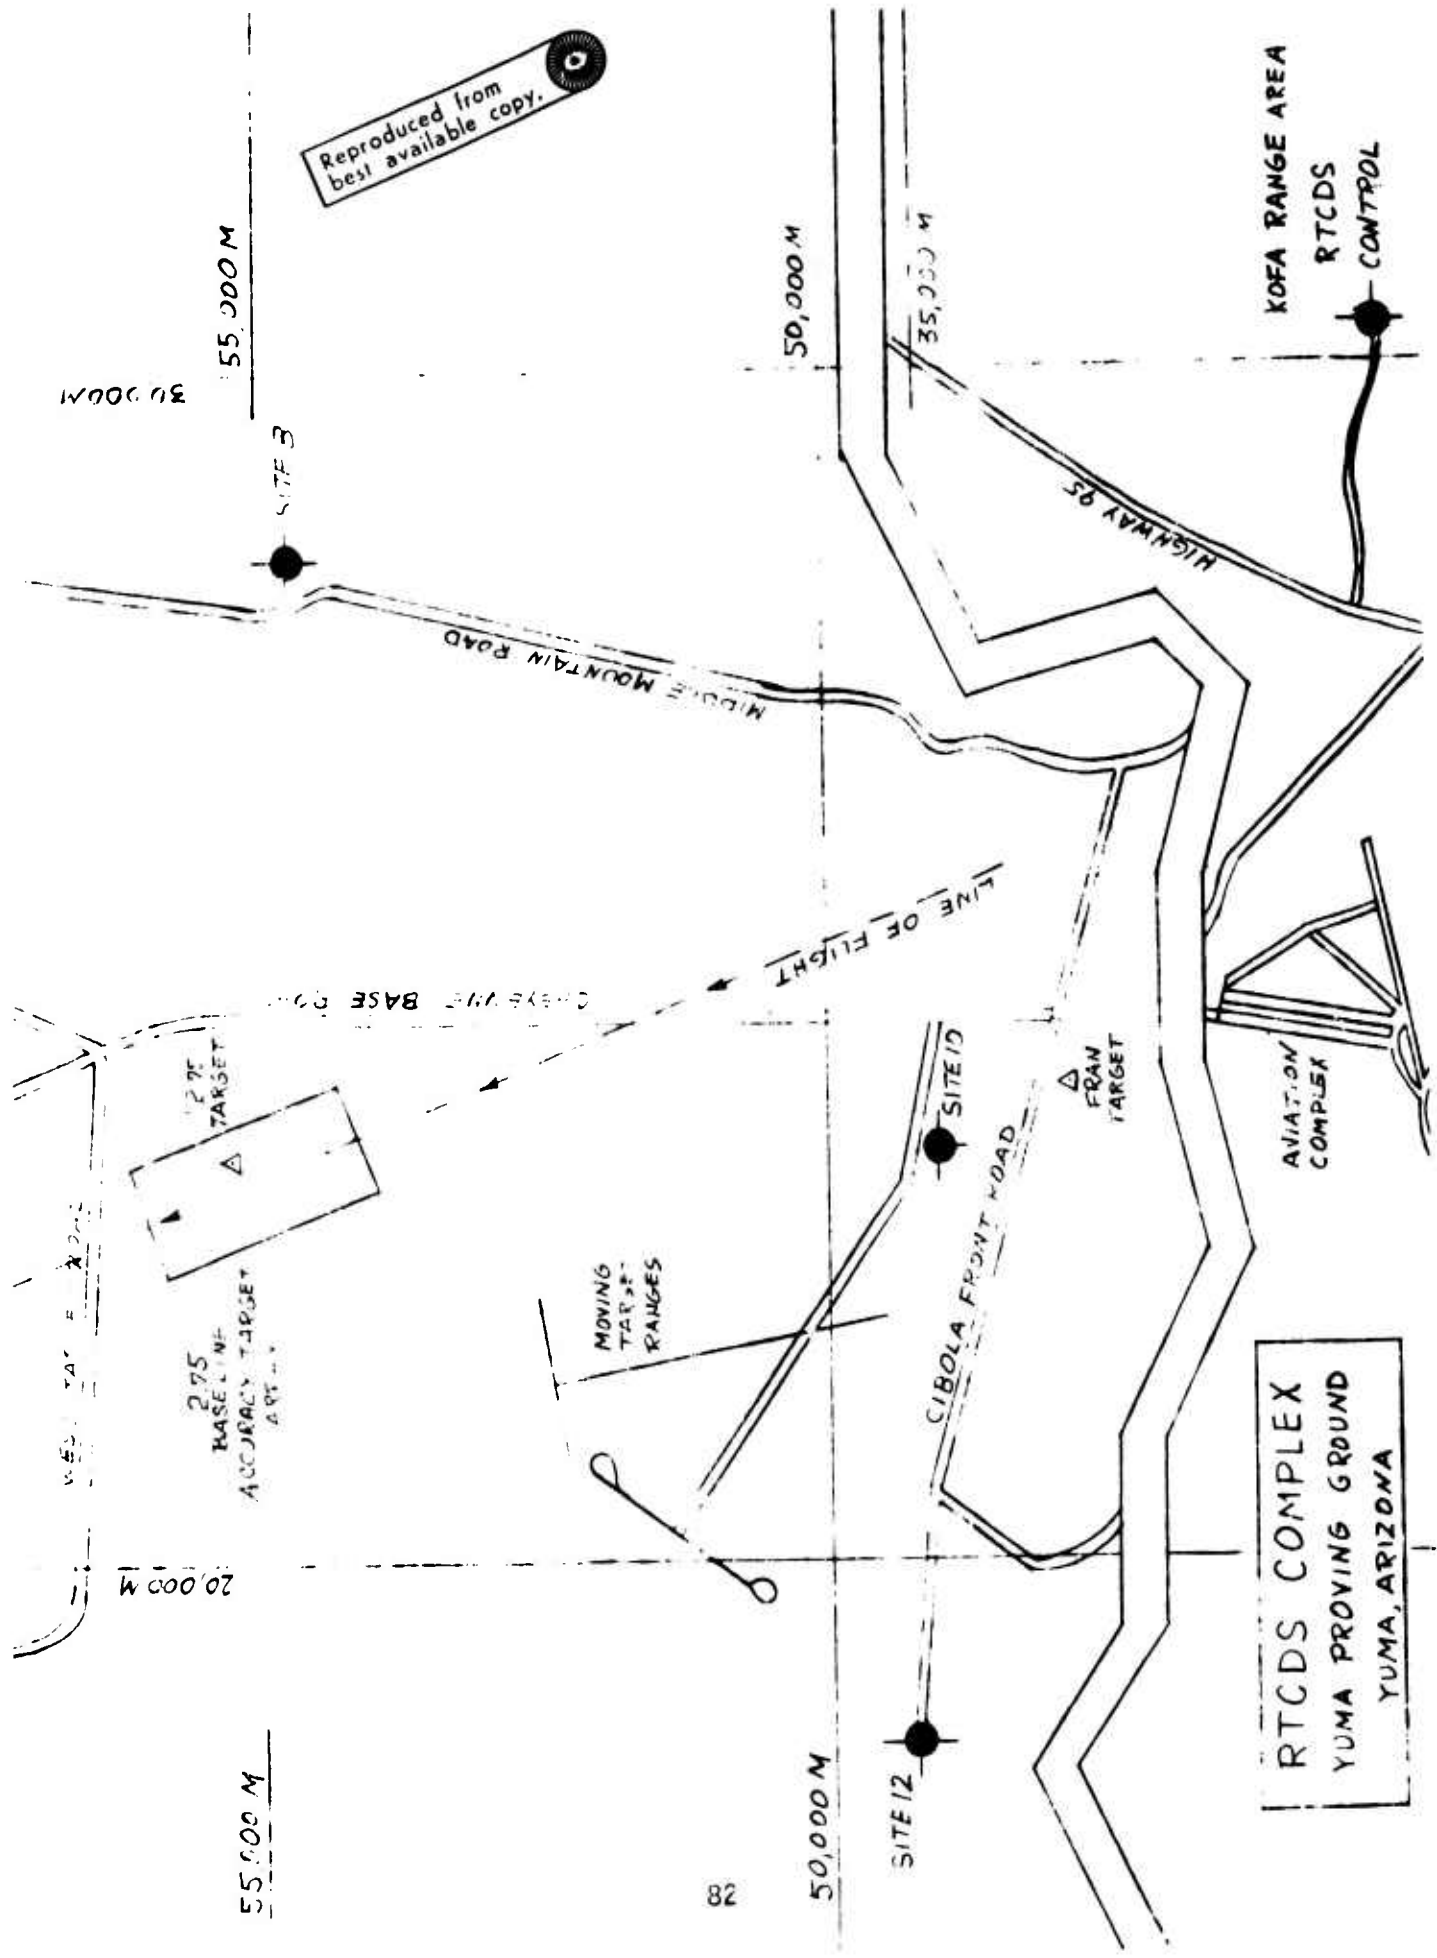 Reproduced from
best available copy.
55,000 M
30,000M
SITE 3
MIDDLE MOUNTAIN ROAD
50,000 M
35,000 M
HIGHWAY 95
KOFA RANGE AREA
RTCDS
CONTROL
LINE OF FLIGHT
BASE
2.75
TARGET
2.75
BASELINE
ACCURACY TARGET
20,000 M
MOVING
TARGET
RANGES
SITE 10
FRAN
TARGET
CIBOLA FRONT ROAD
AVIATION
COMPLEX
55,000 M
50,000 M
SITE 12
RTCDS COMPLEX
YUMA PROVING GROUND
YUMA, ARIZONA
82